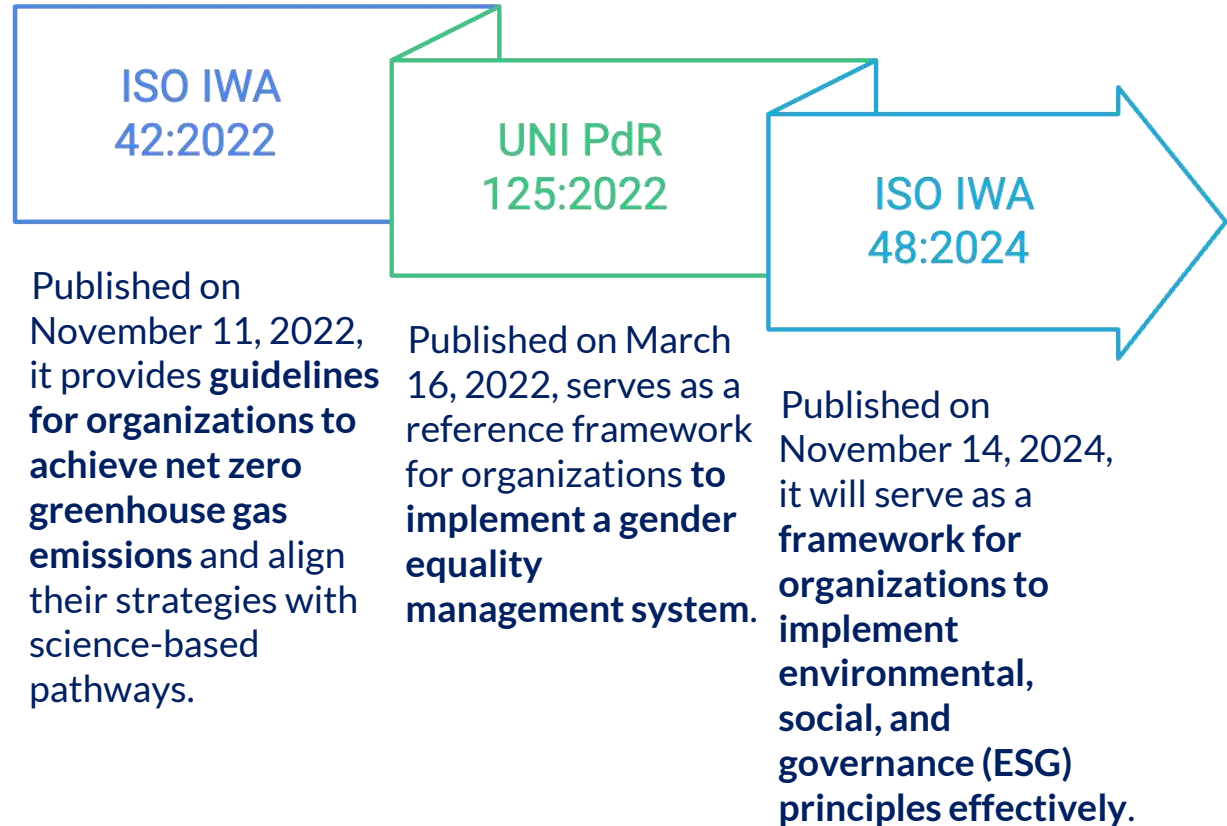 ISO IWA
42:2022
Published on
November 11, 2022,
it provides guidelines
for organizations to
achieve net zero
greenhouse gas
emissions and align
their strategies with
science-based
pathways.
UNI PdR
125:2022
Published on March
16, 2022, serves as a
reference framework
for organizations to
implement a gender
equality
management system.
ISO IWA
48:2024
Published on
November 14, 2024,
it will serve as a
framework for
organizations to
implement
environmental,
social, and
governance (ESG)
principles effectively.